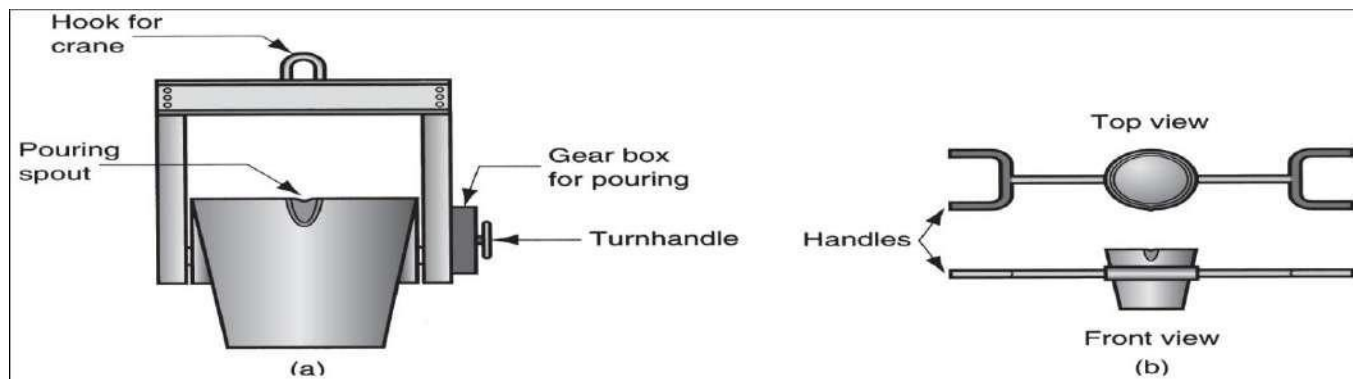 Hook for
crane
Pouring
spout
Gear box
for pouring
Turnhandle
(a)
Top view
Handles
Front view
(b)